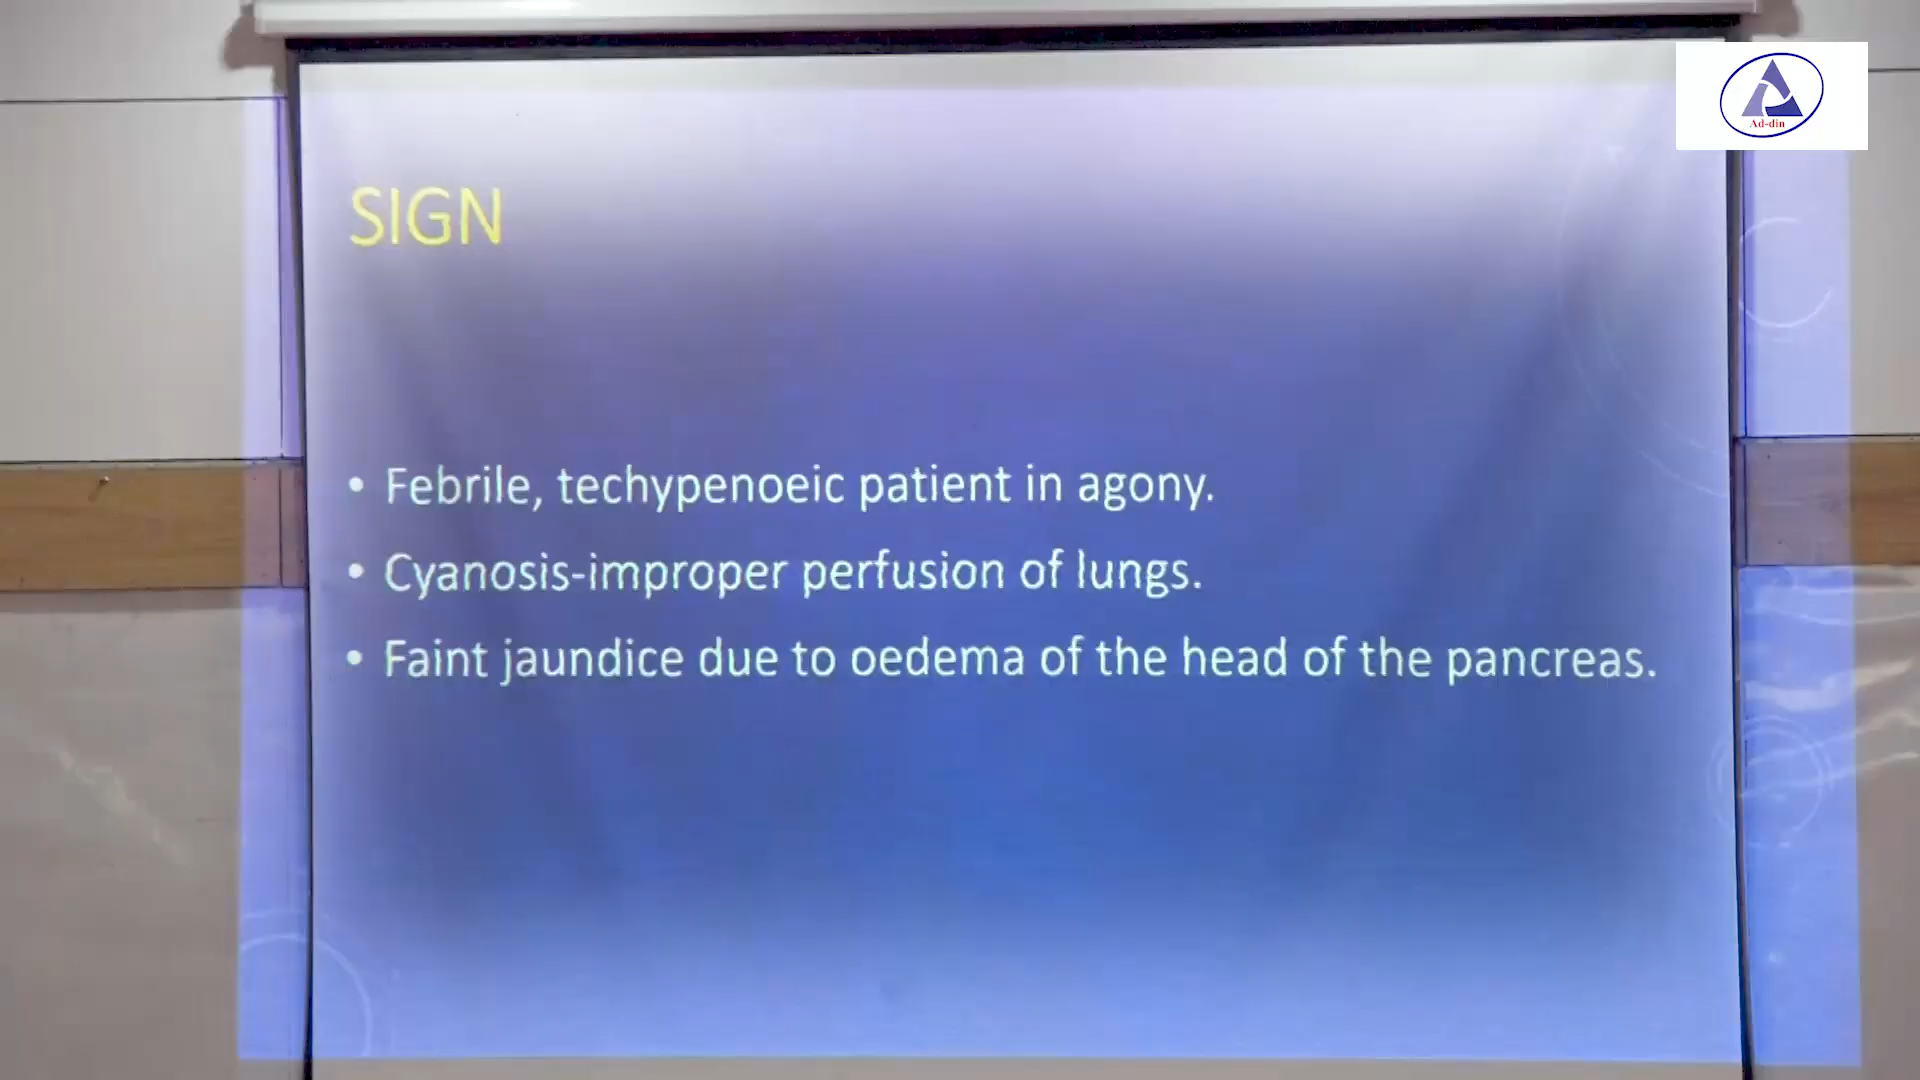 Ad-din
SIGN
• Febrile, techypenoeic patient in agony.
• Cyanosis-improper perfusion of lungs.
• Faint jaundice due to oedema of the head of the pancreas.